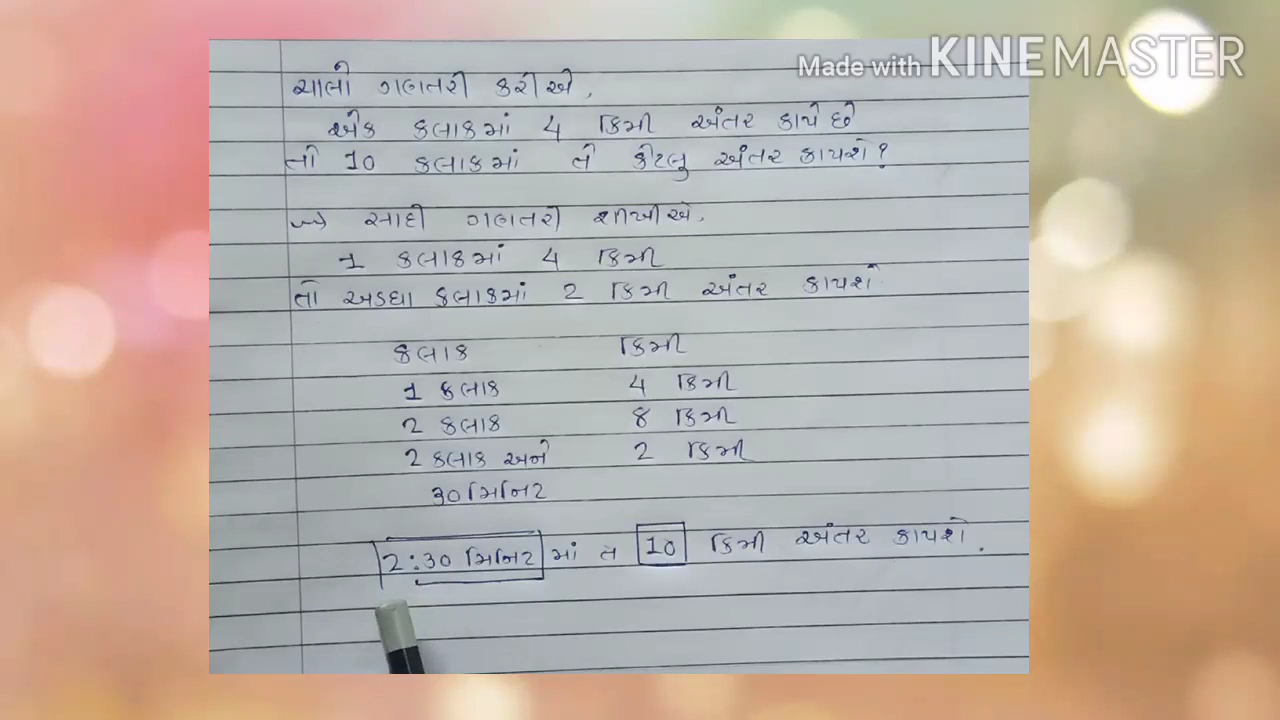 Made with KINEMASTER
ચાલો ગણતરી કરીએ,
એક કલાકમાં 4 કિમી અંતર કાપે છે
તો 10 કલાકમાં તે કેટલુ અંતર કાપશે?
→ સાદી ગણતરી શીખીએ.
1 કલાકમાં 4 કિમી
તો અડધા કલાકમાં 2 કિમી અંતર કાપશે
કલાક કિમી
1 કલાક 4 કિમી
2 કલાક 8 કિમી
2 કલાક અને 2 કિમી
30 મિનિટ
2:30 મિનિટ માં તે 10 કિમી અંતર કાપશે.